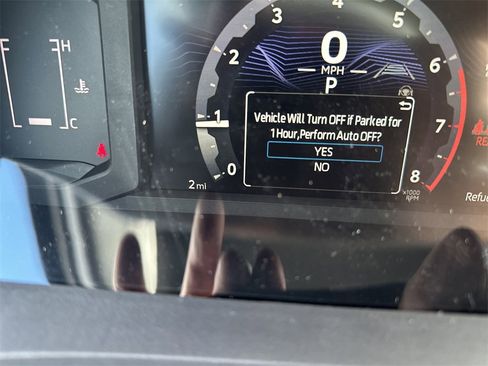 H
C
0
1
2
3
4
5
6
7
8
x1000
RPM
0
MPH
P
Vehicle Will Turn OFF if Parked for
1 Hour,Perform Auto OFF?
YES
NO
2 mi